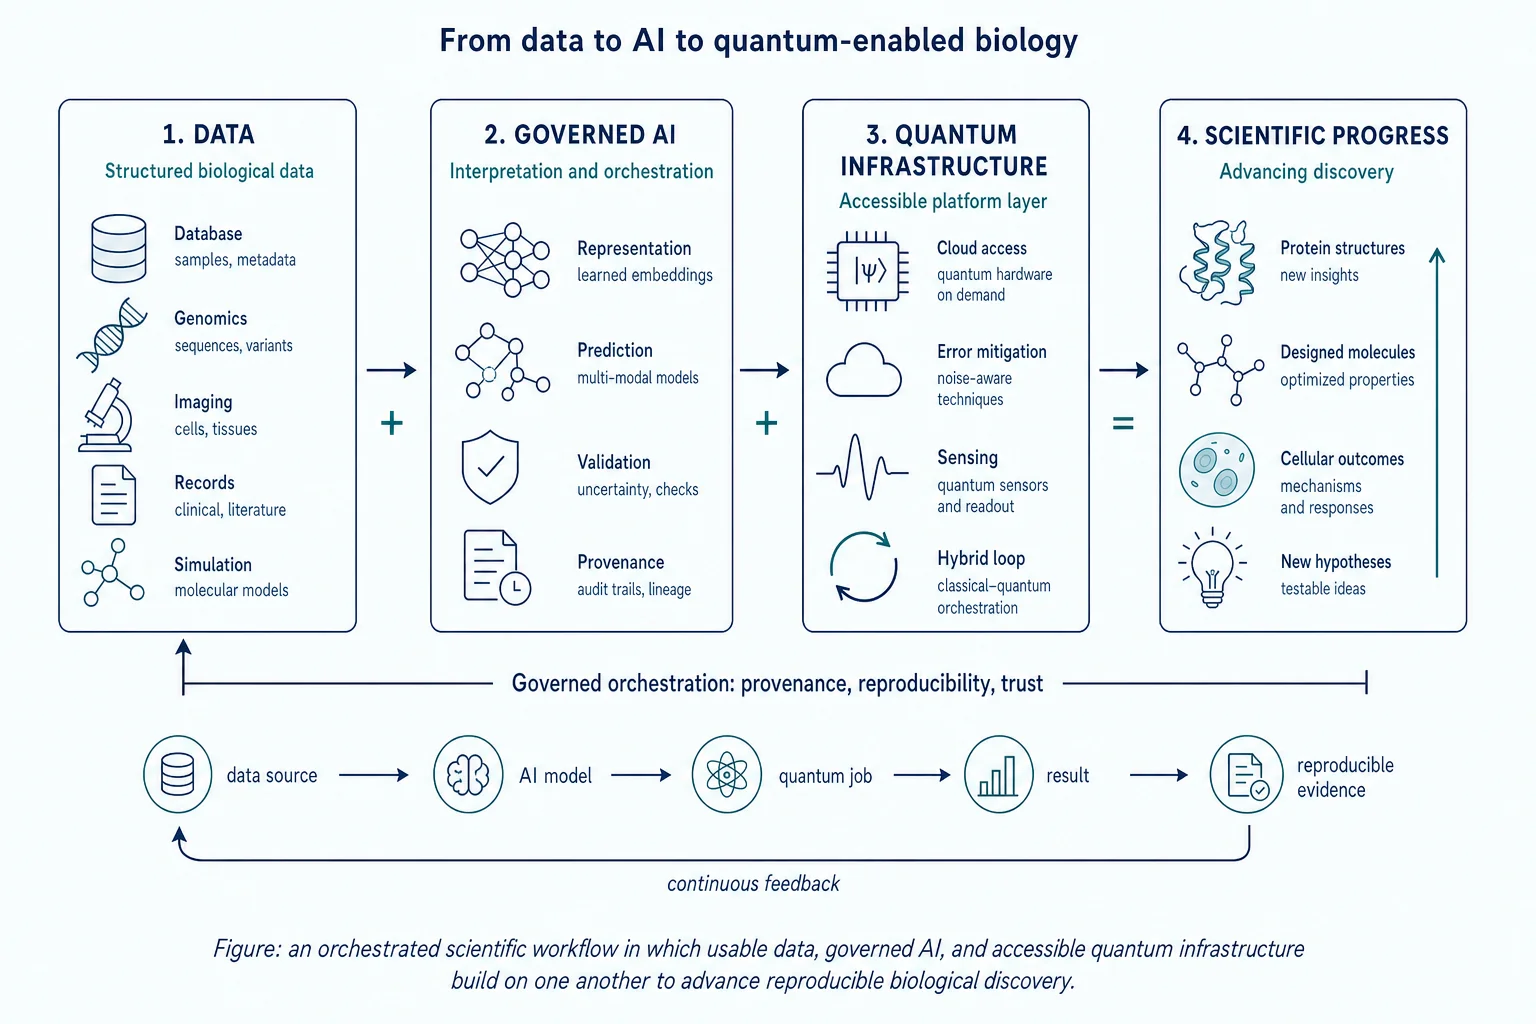 From data to AI to quantum-enabled biology
1. DATA
Structured biological data
Database
samples, metadata
Genomics
sequences, variants
Imaging
cells, tissues
Records
clinical, literature
Simulation
molecular models
+
2. GOVERNED AI
Interpretation and orchestration
Representation
learned embeddings
Prediction
multi-modal models
Validation
uncertainty, checks
Provenance
audit trails, lineage
+
3. QUANTUM
INFRASTRUCTURE
Accessible platform layer
|ψ⟩
Cloud access
quantum hardware
on demand
Error mitigation
noise-aware
techniques
Sensing
quantum sensors
and readout
Hybrid loop
classical–quantum
orchestration
=
4. SCIENTIFIC PROGRESS
Advancing discovery
Protein structures
new insights
Designed molecules
optimized properties
Cellular outcomes
mechanisms
and responses
New hypotheses
testable ideas
Governed orchestration: provenance, reproducibility, trust
data source
AI model
quantum job
result
reproducible
evidence
continuous feedback
Figure: an orchestrated scientific workflow in which usable data, governed AI, and accessible quantum infrastructure
build on one another to advance reproducible biological discovery.